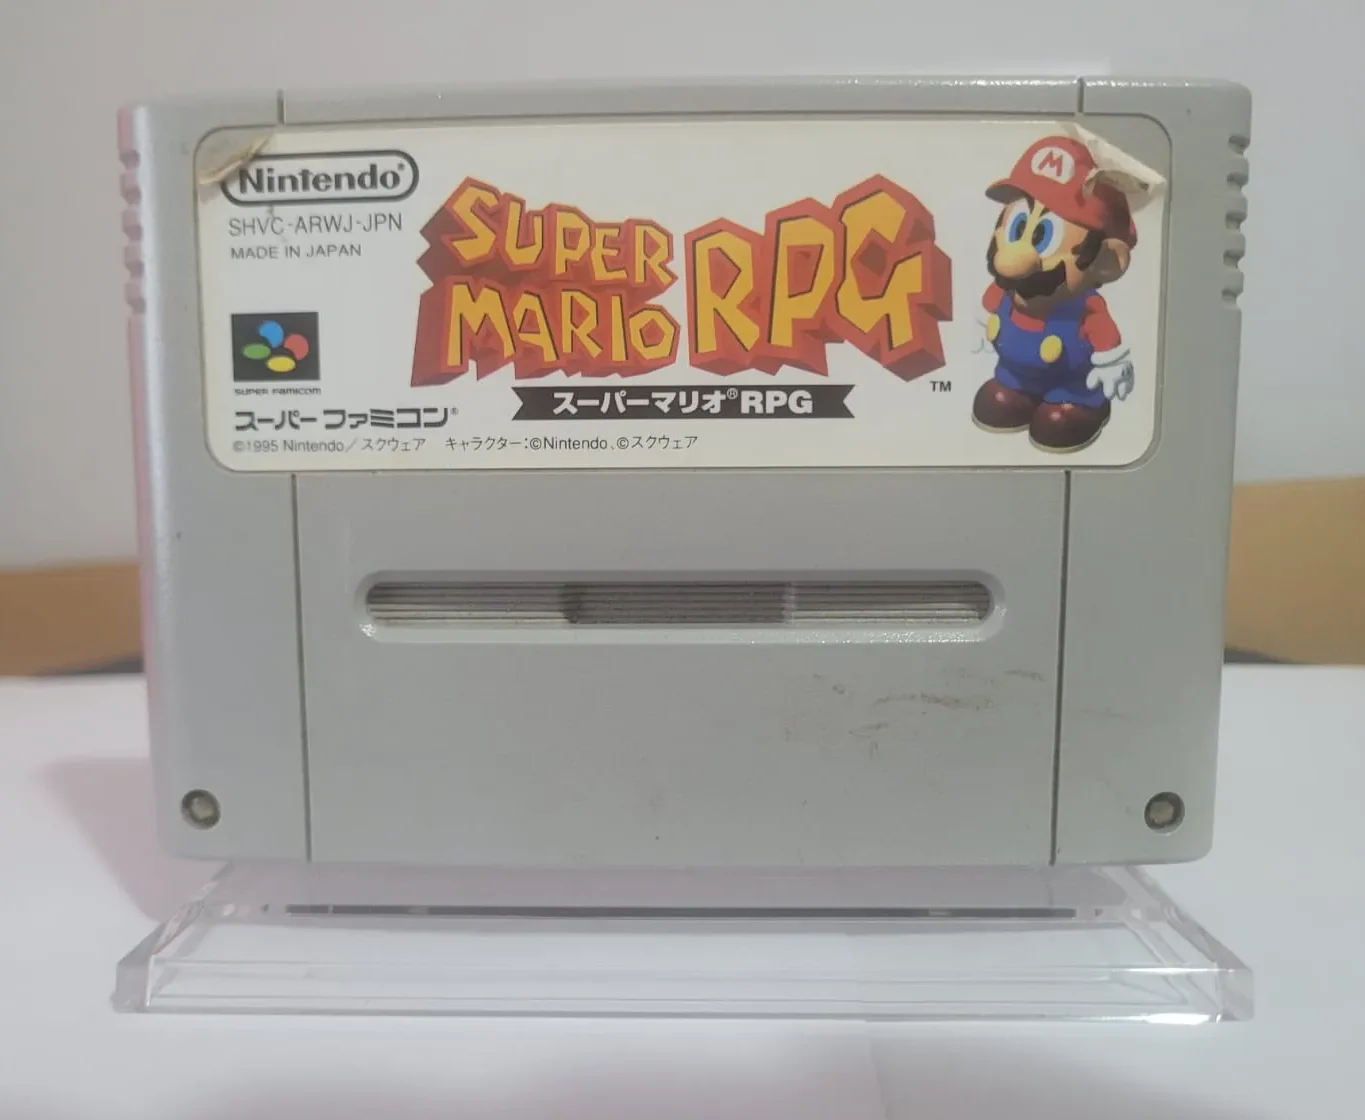 Nintendo®
SHVC-ARWJ-JPN
MADE IN JAPAN
SUPER
MARIO RPG
TM
スーパーマリオ®RPG
M
SUPER FAMICOM
スーパーファミコン®
©1995 Nintendo/スクウェア キャラクター:©Nintendo、©スクウェア